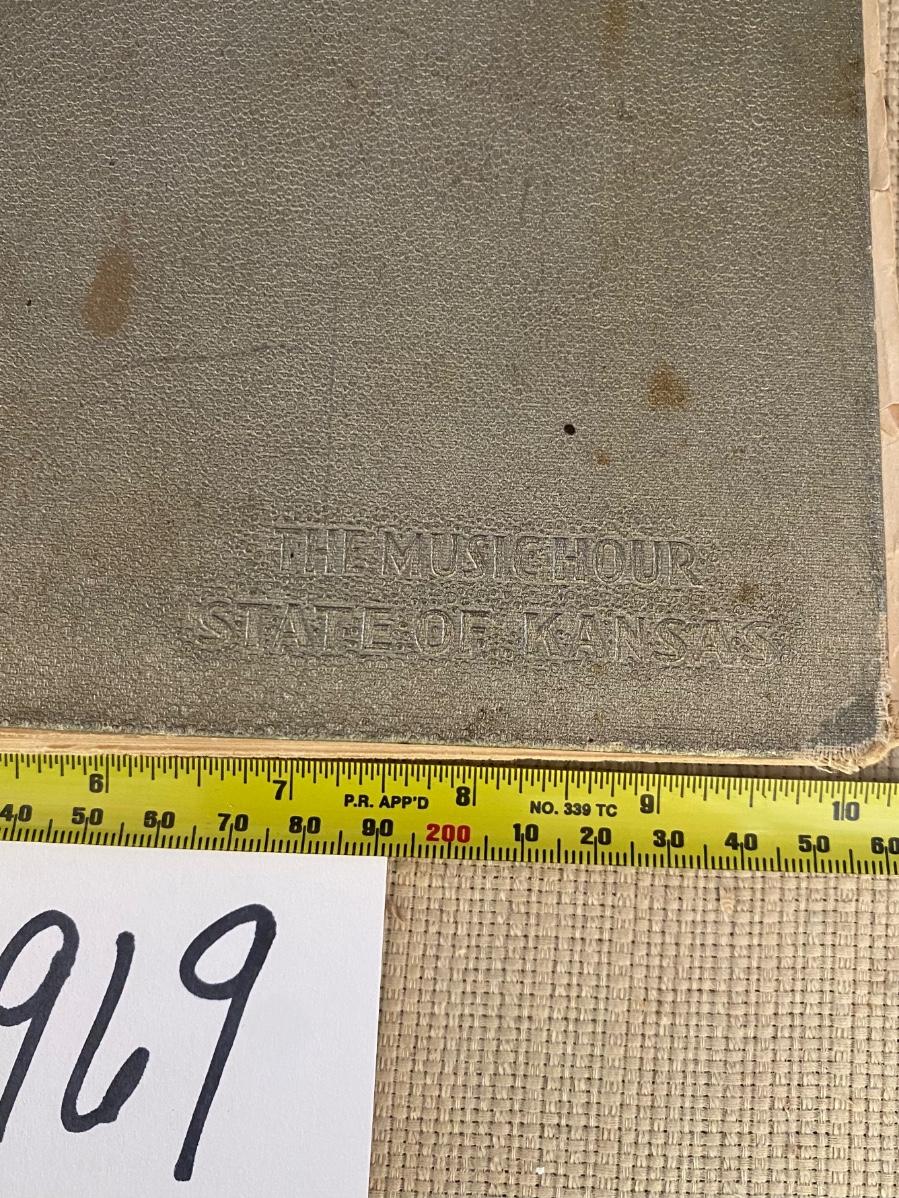 THE MUSIC HOUR
STATE OF KANSAS
6 7 P.R. APP'D 8 NO. 339 TC 9 10
40 50 60 70 80 90 200 10 20 30 40 50 60
969